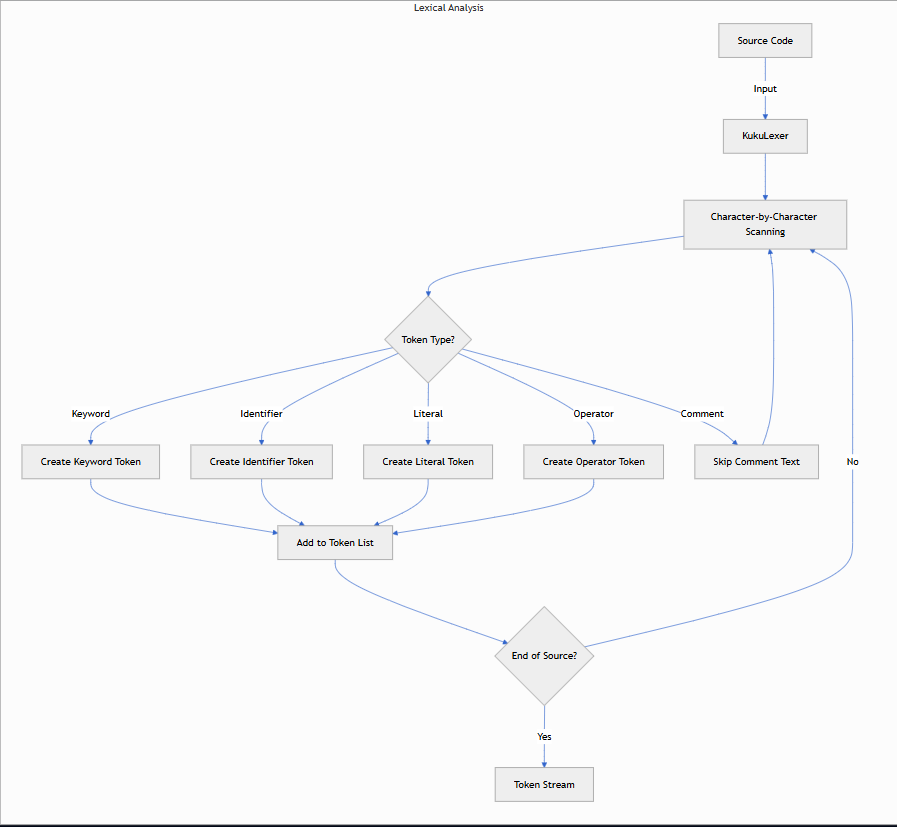 Lexical Analysis
Source Code
Input
KukuLexer
Character-by-Character
Scanning
Token Type?
Keyword
Identifier
Literal
Operator
Comment
Create Keyword Token
Create Identifier Token
Create Literal Token
Create Operator Token
Skip Comment Text
No
Add to Token List
End of Source?
Yes
Token Stream